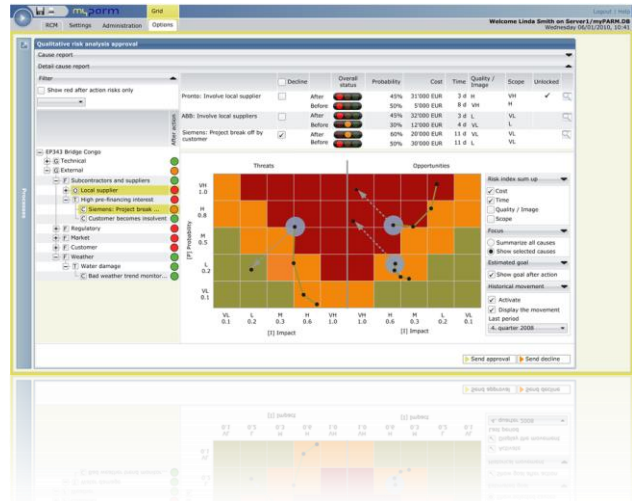 myparm
Grid
Logout | Help
RCM Settings Administration Options
Welcome Linda Smith on Server1/myPARM.DB
Wednesday 06/01/2010, 10:41
Processes
Qualitative risk analysis approval
Cause report
Detail cause report
Filter
Show red after action risks only
After action
Decline Overall status Probability Cost Time Quality / Image Scope Unlocked
Pronto: Involve local supplier After 45% 31'000 EUR 3 d H VH
Before 50% 5'000 EUR 8 d VH H
ABB: Involve local suppliers After 45% 32'000 EUR 3 d L VL
Before 30% 12'000 EUR 4 d VL L
Siemens: Project break off by customer After 60% 20'000 EUR 11 d VL VL
Before 50% 30'000 EUR 11 d L VL
EP343 Bridge Congo
G Technical
G External
F Subcontractors and suppliers
O Local supplier
T High pre-financing interest
C Siemens: Project break ...
C Customer becomes insolvent
F Regulatory
F Market
F Customer
F Weather
T Water damage
C Bad weather trend monitor...
Threats Opportunities
[P] Probability
VH 1.0
H 0.8
M 0.5
L 0.2
VL 0.1
VL L M H VH VH H M L VL
0.1 0.2 0.3 0.6 1.0 1.0 0.6 0.3 0.2 0.1
[I] Impact [I] Impact
Risk index sum up
Cost
Time
Quality / Image
Scope
Focus
Summarize all causes
Show selected causes
Estimated goal
Show goal after action
Historical movement
Activate
Display the movement
Last period
4. quarter 2008
Send approval Send decline